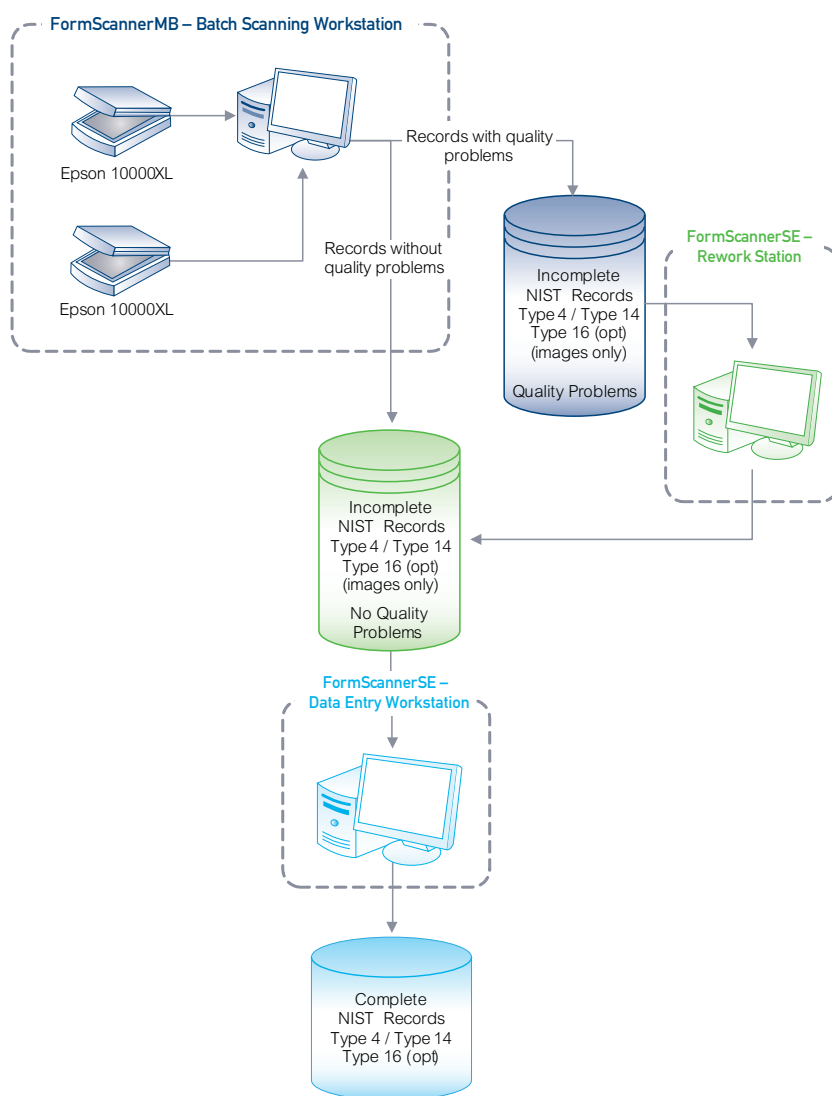 FormScannerMB – Batch Scanning Workstation
Epson 10000XL
Epson 10000XL
Records with quality
problems
Records without
quality problems
Incomplete
NIST Records
Type 4 / Type 14
Type 16 (opt)
(images only)
Quality Problems
FormScannerSE –
Rework Station
Incomplete
NIST Records
Type 4 / Type 14
Type 16 (opt)
(images only)
No Quality
Problems
FormScannerSE –
Data Entry Workstation
Complete
NIST Records
Type 4 / Type 14
Type 16 (opt)